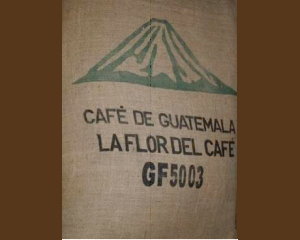 CAFÉ DE GUATEMALA
LA FLOR DEL CAFÉ
GF5003